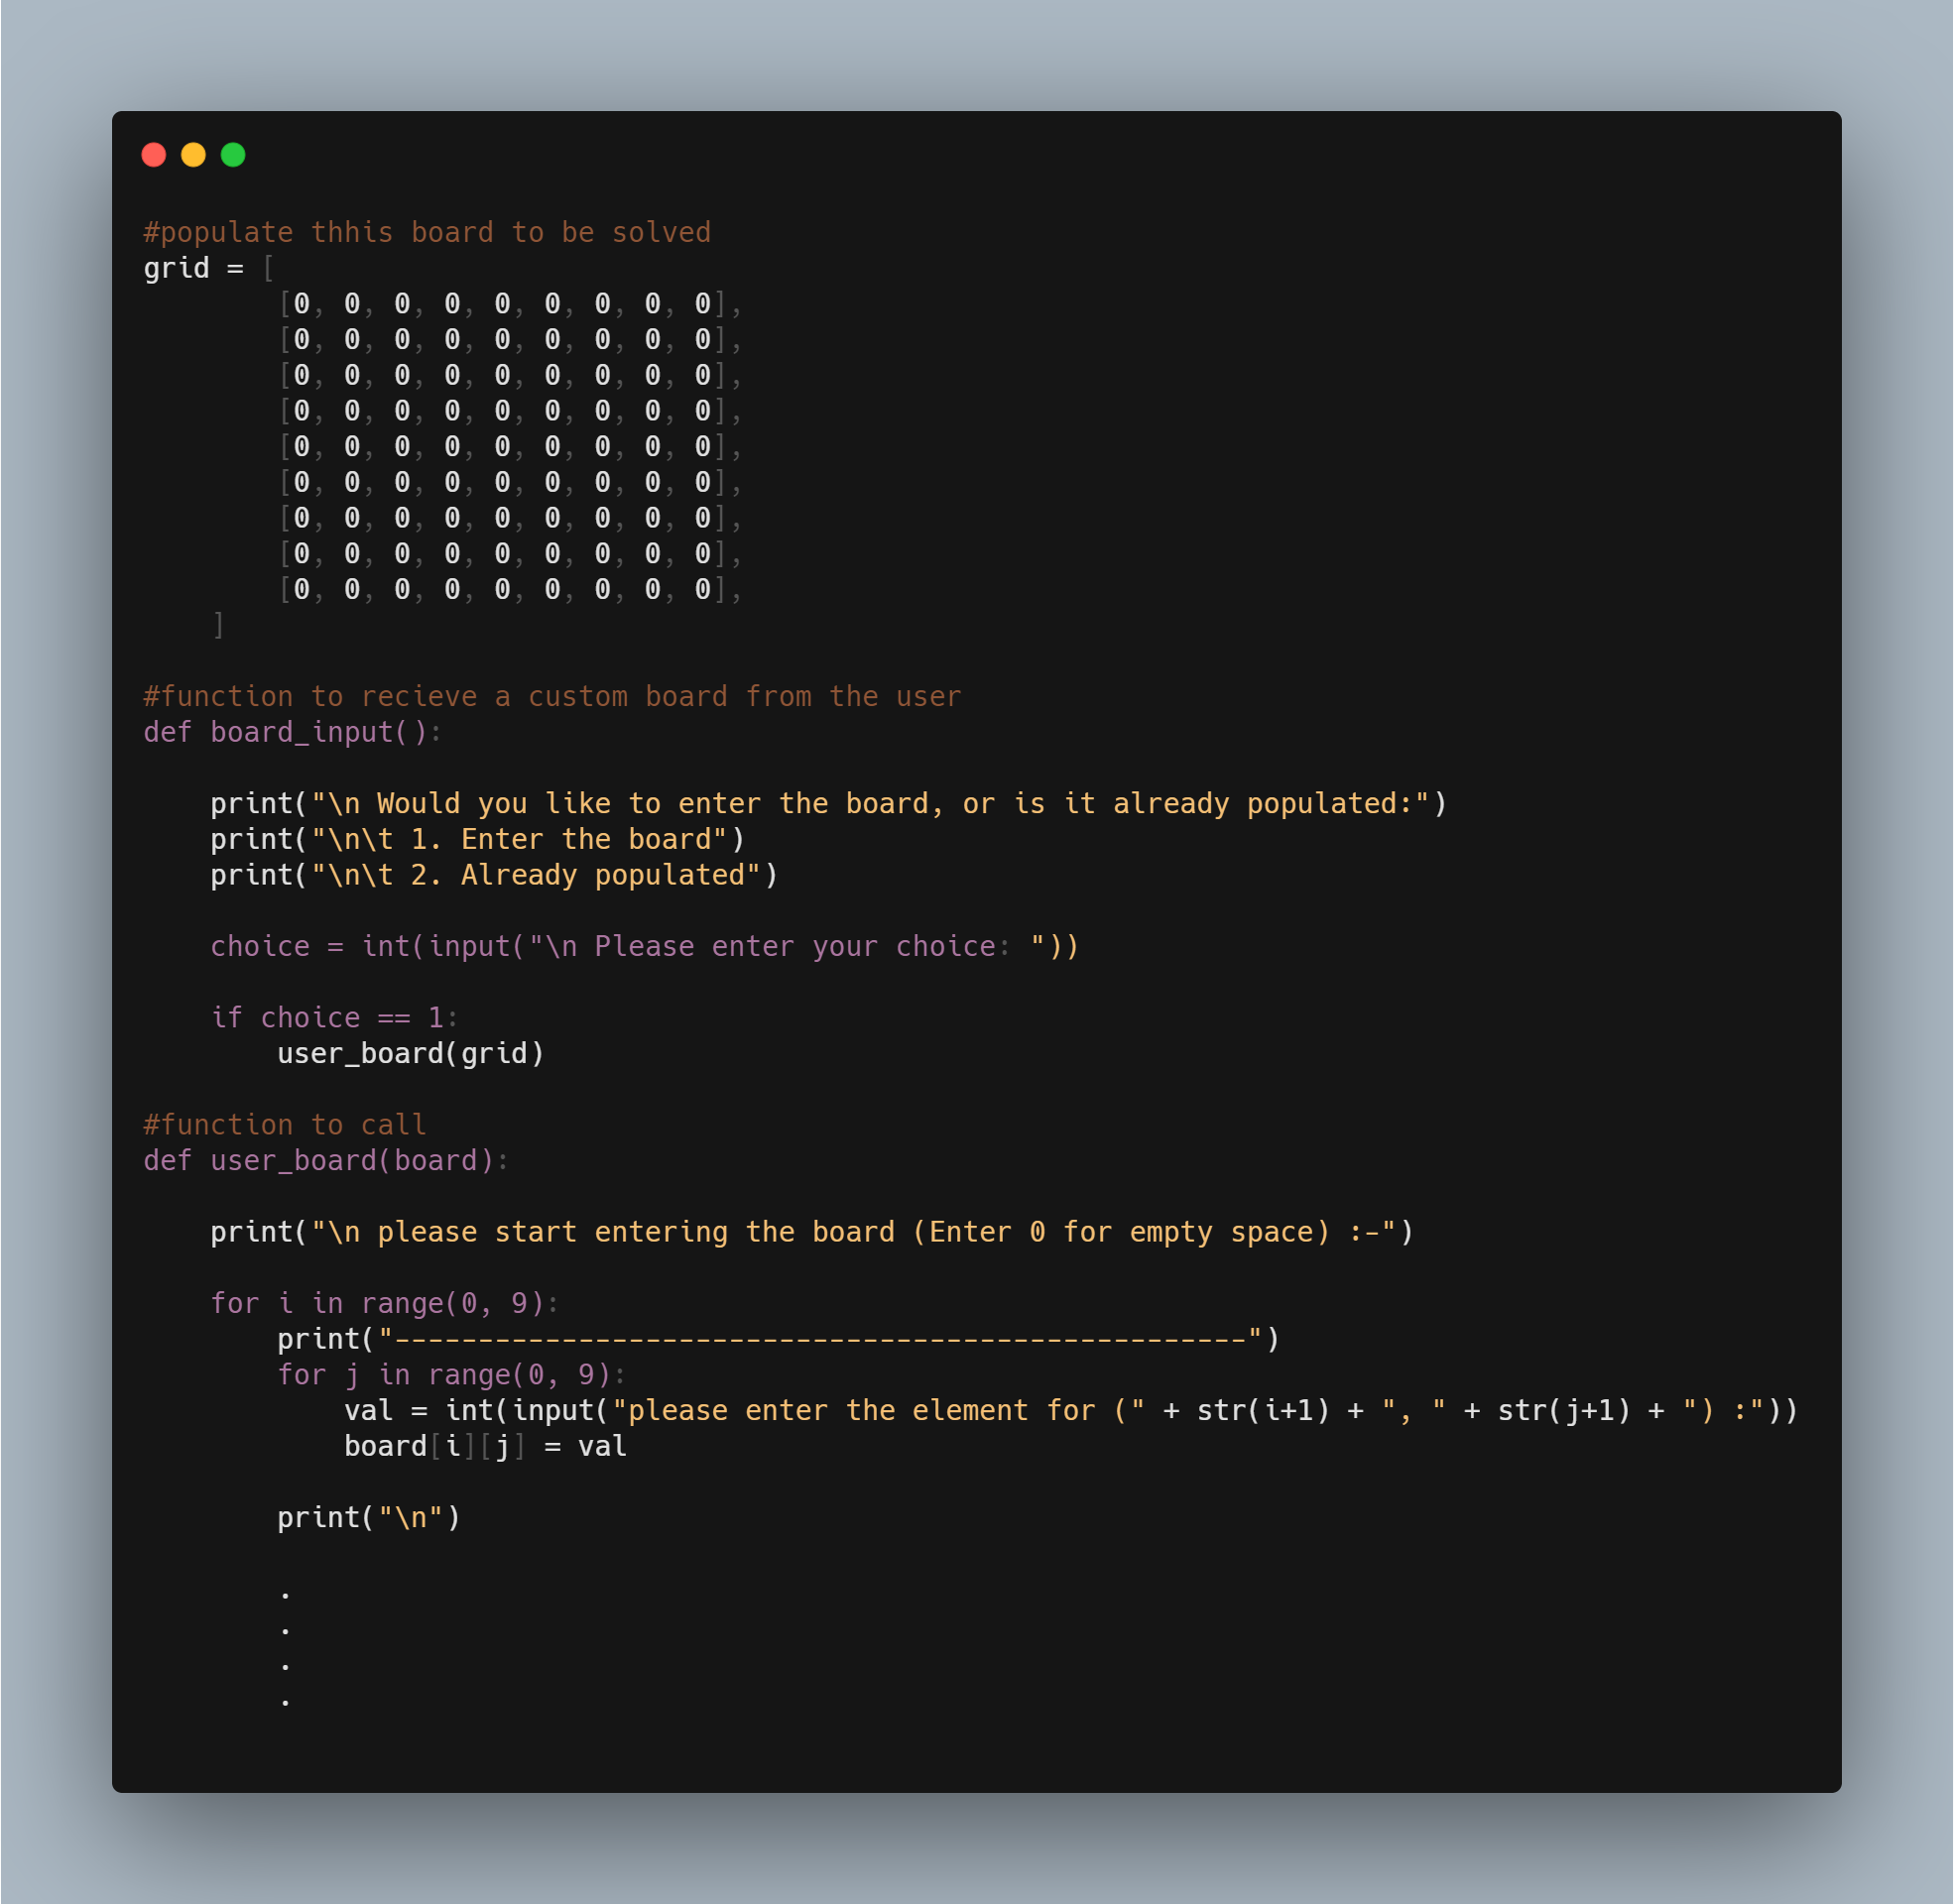 #populate thhis board to be solved
grid = [
        [0, 0, 0, 0, 0, 0, 0, 0, 0],
        [0, 0, 0, 0, 0, 0, 0, 0, 0],
        [0, 0, 0, 0, 0, 0, 0, 0, 0],
        [0, 0, 0, 0, 0, 0, 0, 0, 0],
        [0, 0, 0, 0, 0, 0, 0, 0, 0],
        [0, 0, 0, 0, 0, 0, 0, 0, 0],
        [0, 0, 0, 0, 0, 0, 0, 0, 0],
        [0, 0, 0, 0, 0, 0, 0, 0, 0],
        [0, 0, 0, 0, 0, 0, 0, 0, 0],
    ]

#function to recieve a custom board from the user
def board_input():

    print("\n Would you like to enter the board, or is it already populated:")
    print("\n\t 1. Enter the board")
    print("\n\t 2. Already populated")

    choice = int(input("\n Please enter your choice: "))

    if choice == 1:
        user_board(grid)

#function to call
def user_board(board):

    print("\n please start entering the board (Enter 0 for empty space) :-")

    for i in range(0, 9):
        print("---------------------------------------------------")
        for j in range(0, 9):
            val = int(input("please enter the element for (" + str(i+1) + ", " + str(j+1) + ") :"))
            board[i][j] = val

        print("\n")

        .
        .
        .
        .